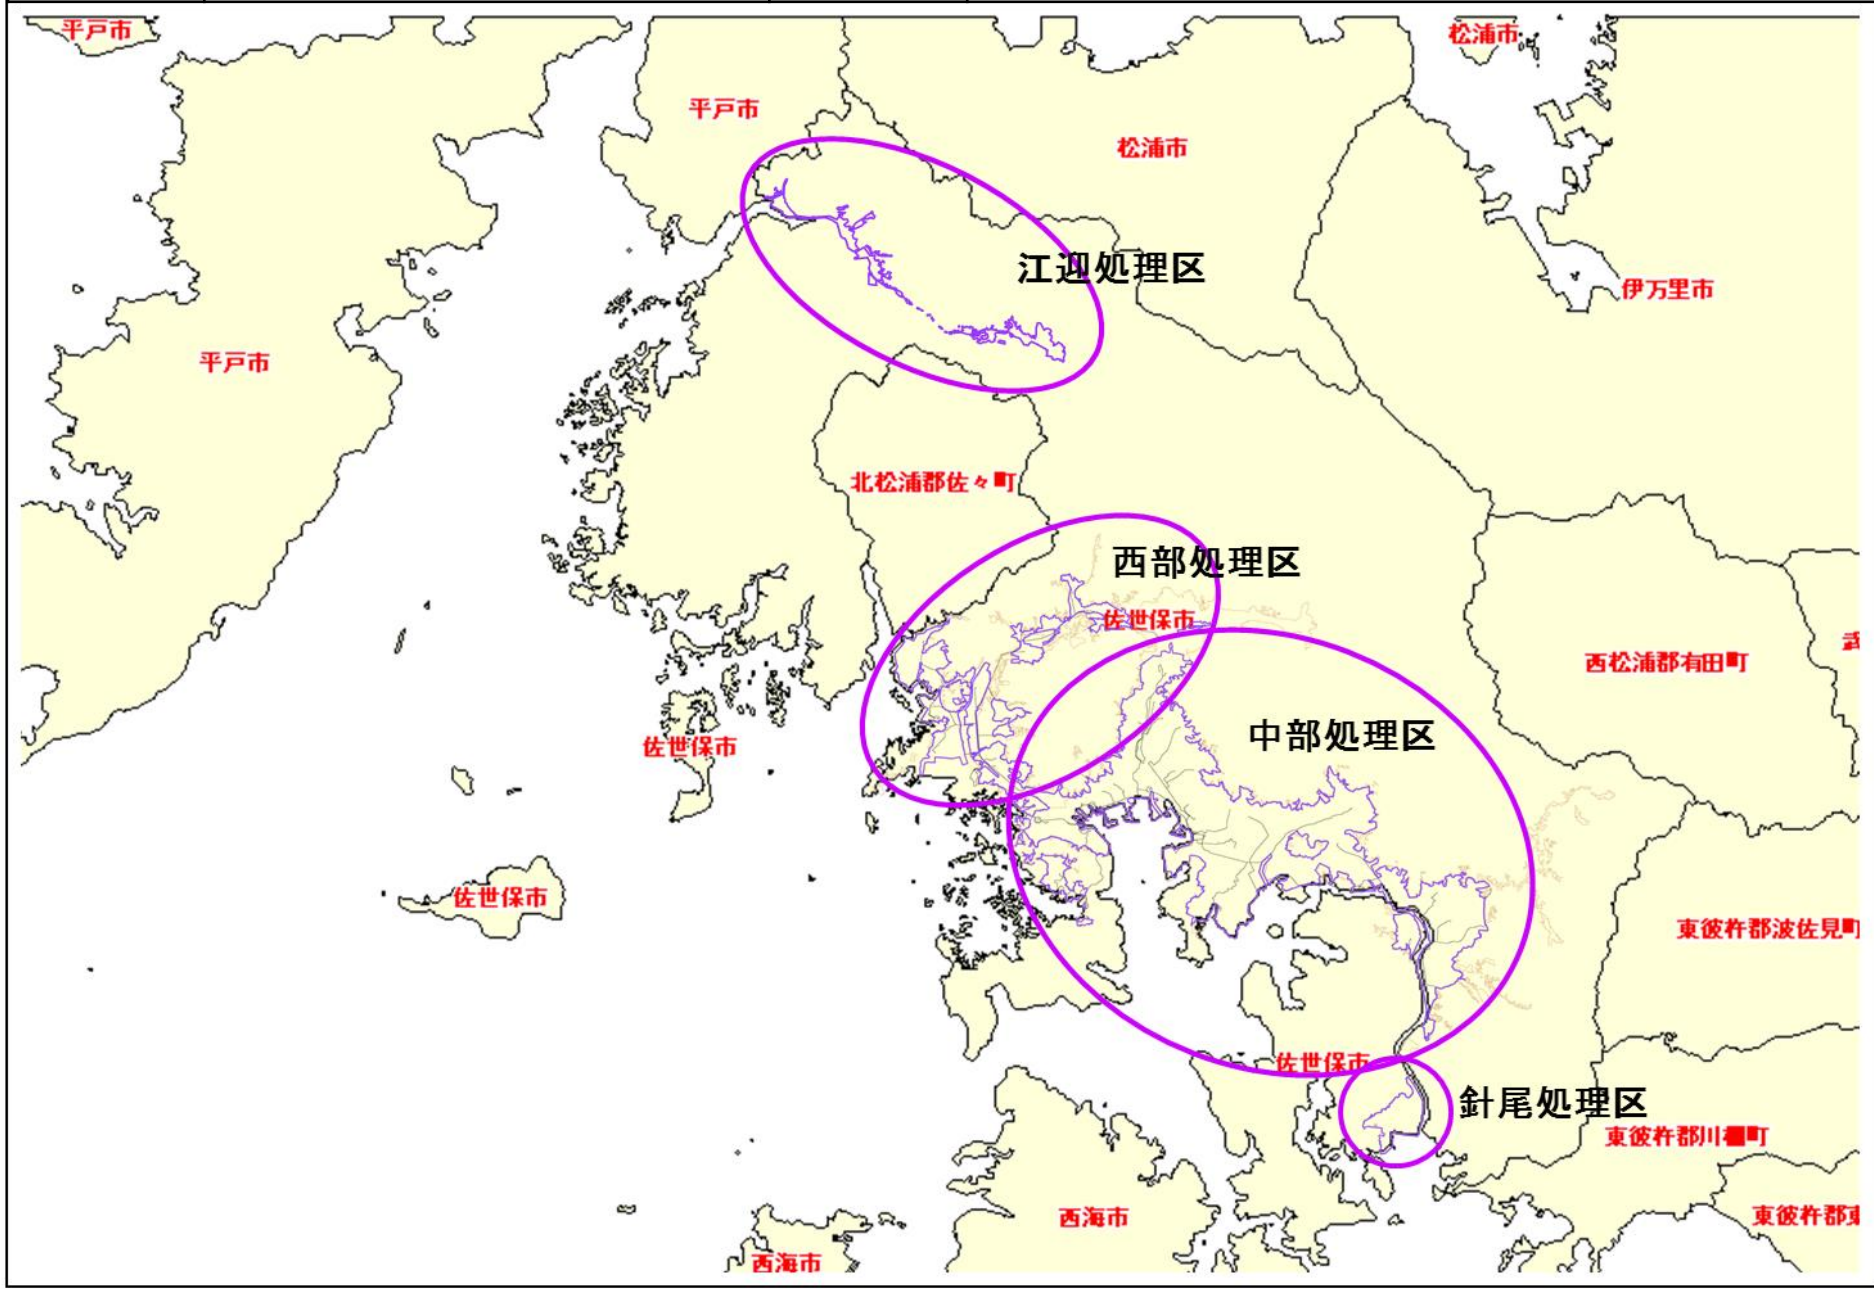 平戸市
松浦市
平戸市
松浦市
江迎処理区
伊万里市
平戸市
北松浦郡佐々町
西部処理区
佐世保市
西松浦郡有田町
中部処理区
佐世保市
佐世保市
東彼杵郡波佐見町
佐世保市
針尾処理区
東彼杵郡川棚町
西海市
東彼杵郡東
西海市